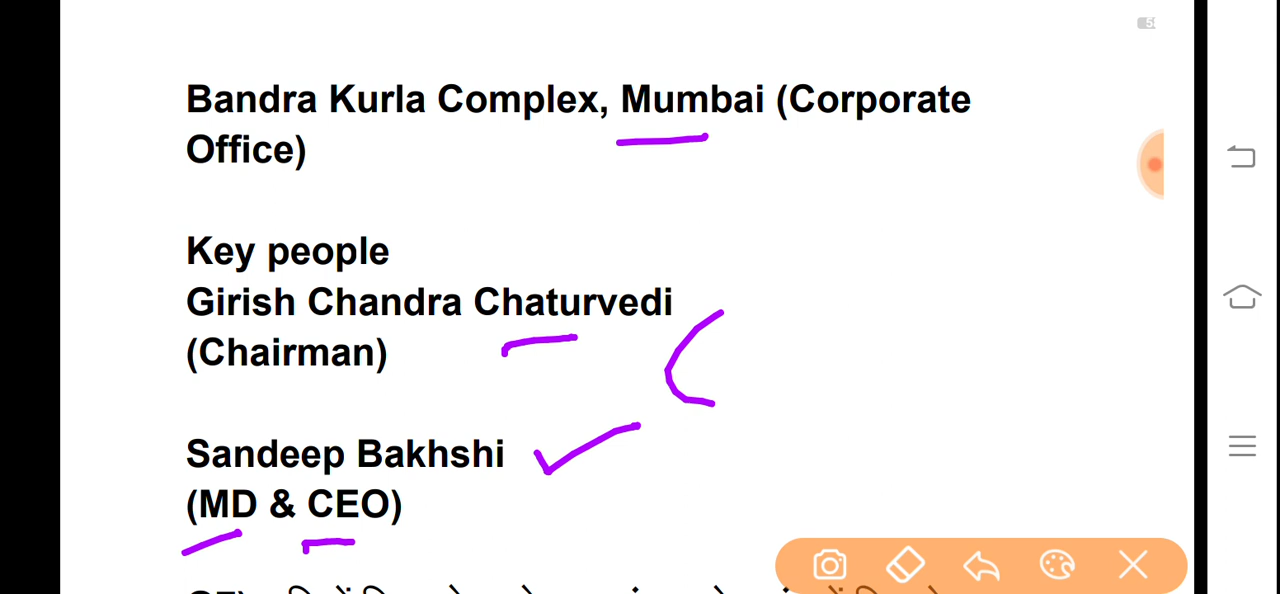 Bandra Kurla Complex, Mumbai (Corporate
Office)
Key people
Girish Chandra Chaturvedi
(Chairman)
Sandeep Bakhshi
(MD & CEO)